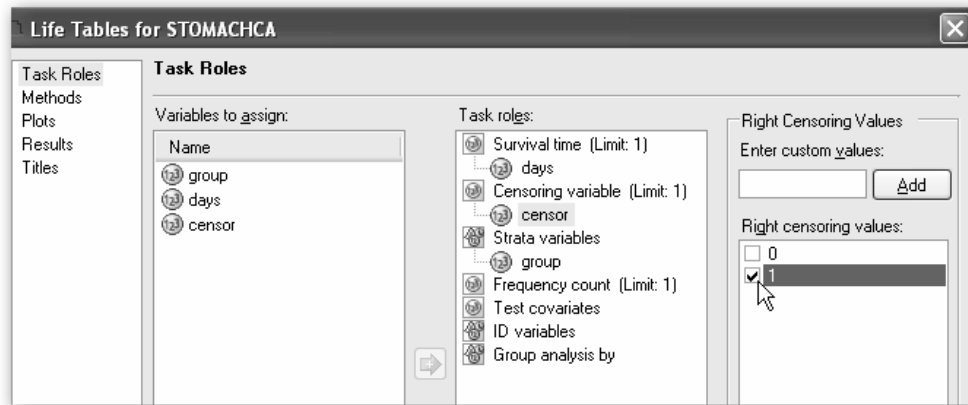 Life Tables for STOMACHCA
Task Roles
Methods
Plots
Results
Titles
Task Roles
Variables to assign:
Name
group
days
censor
Task roles:
Survival time (Limit: 1)
days
Censoring variable (Limit: 1)
censor
Strata variables
group
Frequency count (Limit: 1)
Test covariates
ID variables
Group analysis by
Right Censoring Values
Enter custom values:
Add
Right censoring values:
0
1